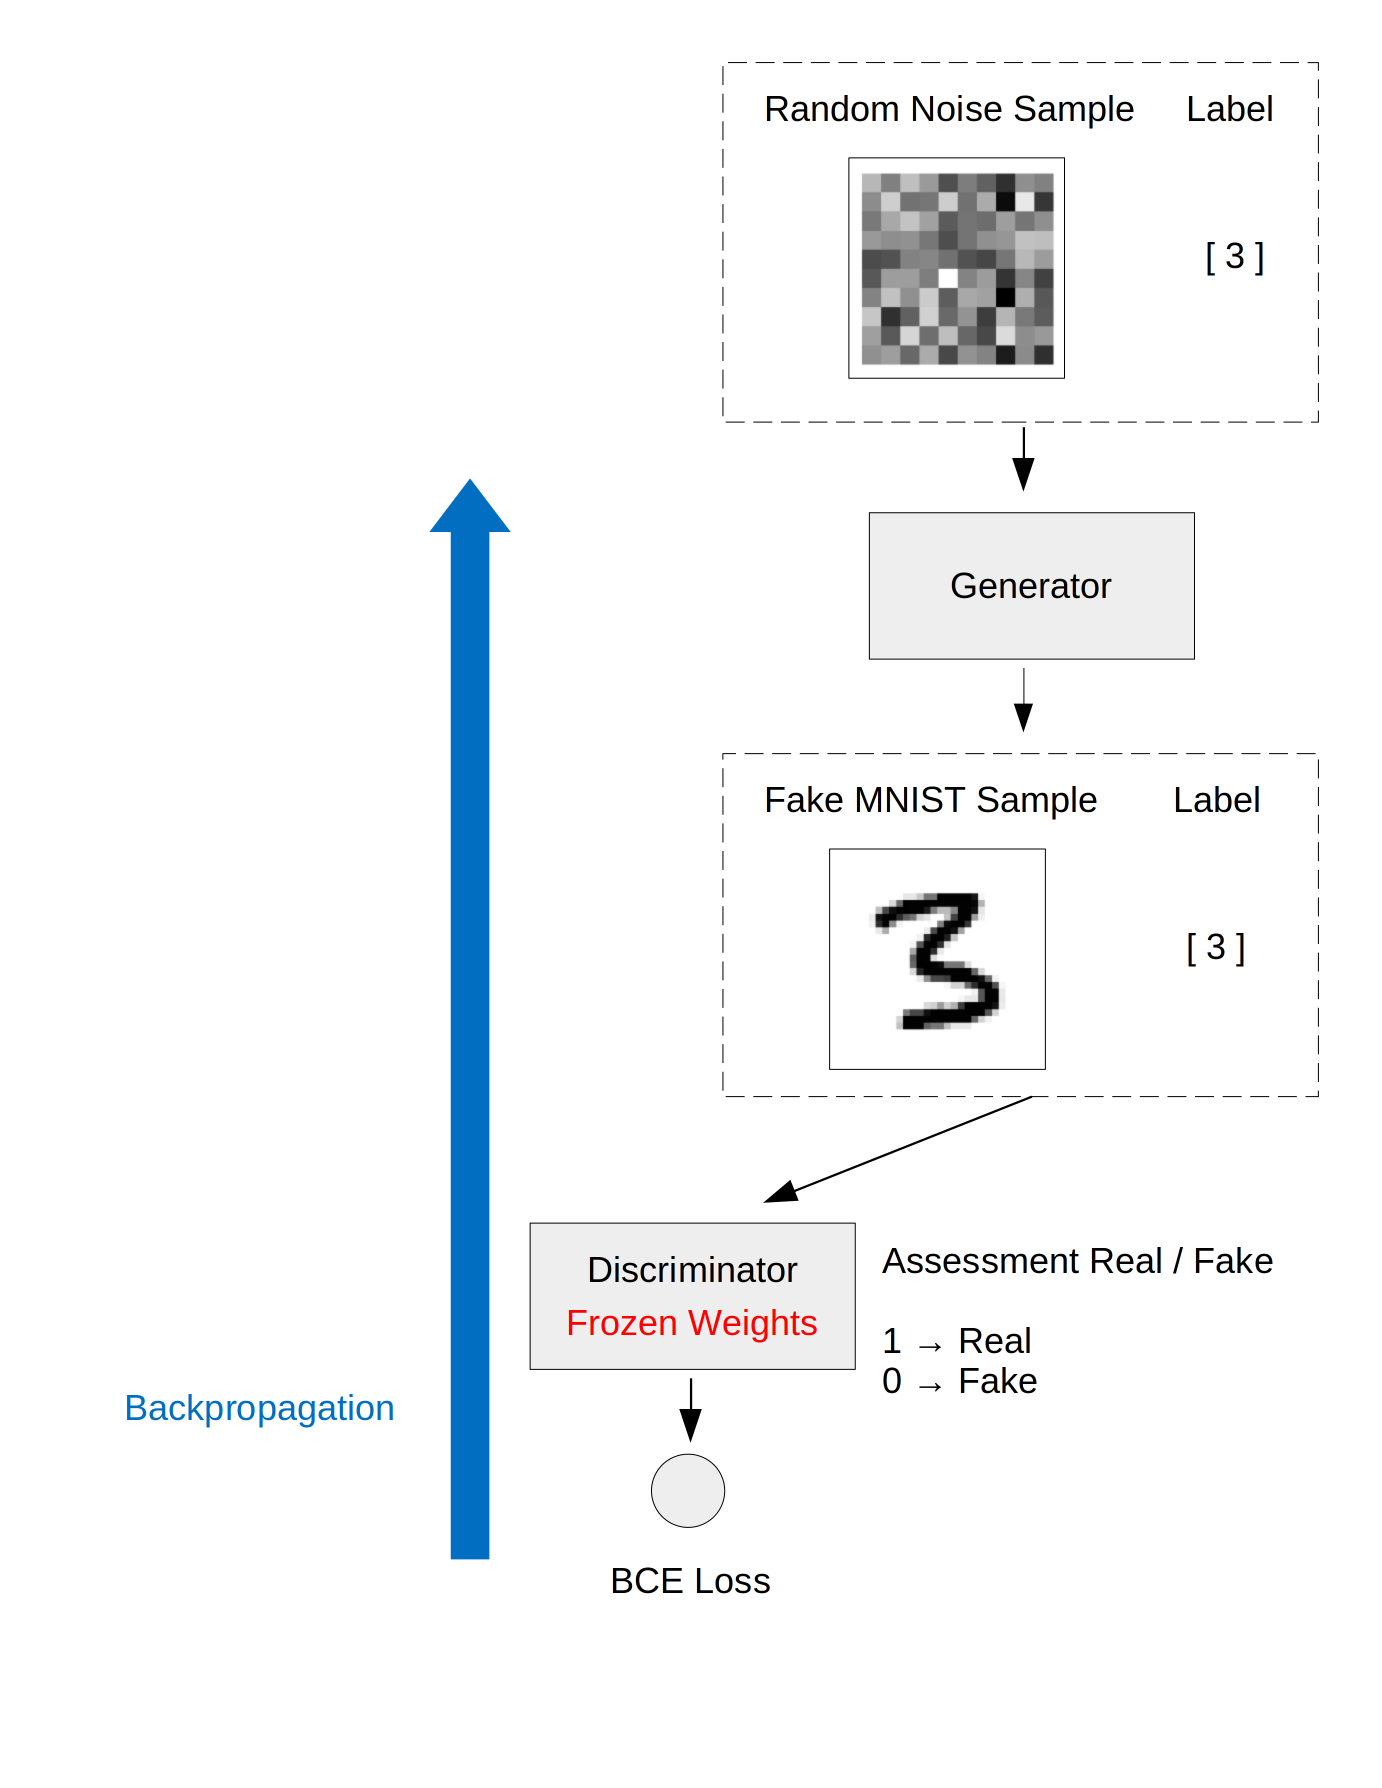 Random Noise Sample Label
[ 3 ]
Generator
Fake MNIST Sample Label
[ 3 ]
Discriminator
Frozen Weights
Assessment Real / Fake
1 → Real
0 → Fake
Backpropagation
BCE Loss